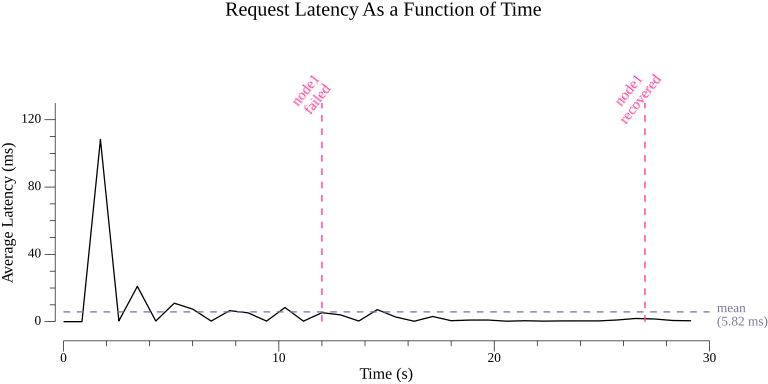 Request Latency As a Function of Time
node1
failed
node1
recovered
120
80
40
0
Average Latency (ms)
mean
(5.82 ms)
0
10
20
30
Time (s)